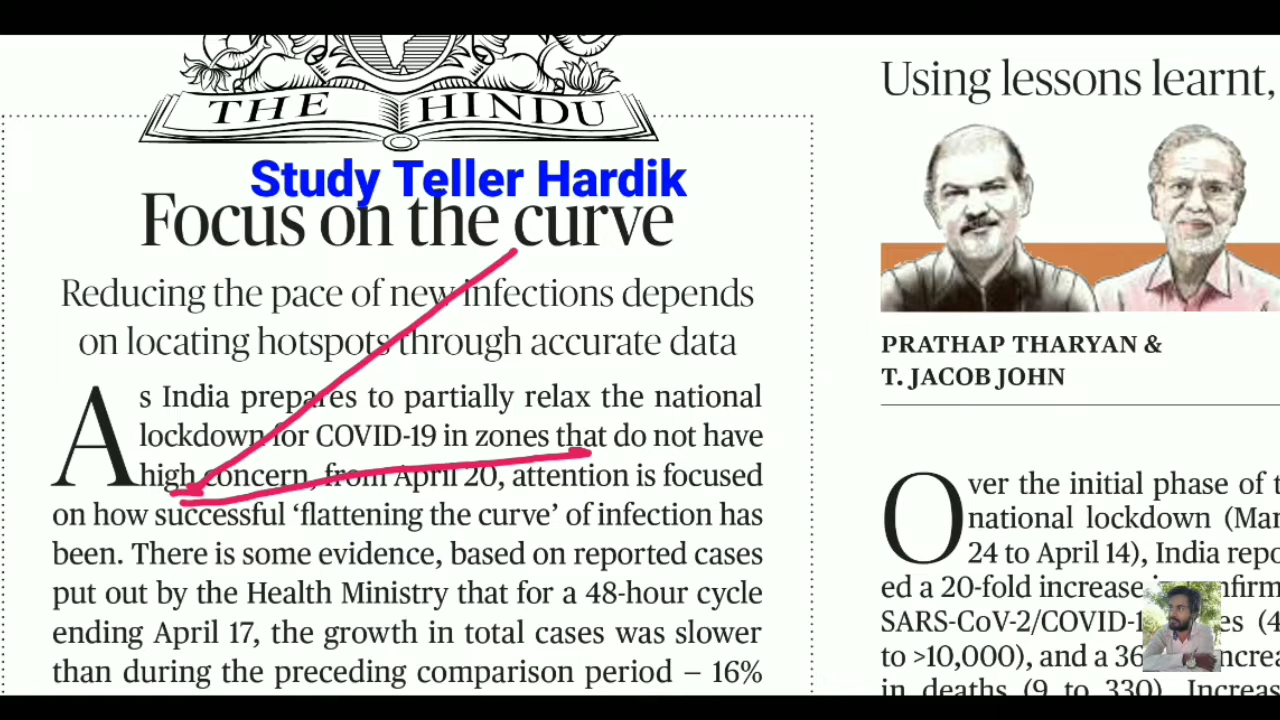 THE HINDU
Study Teller Hardik
Focus on the curve
Reducing the pace of new infections depends
on locating hotspots through accurate data
As India prepares to partially relax the national
lockdown for COVID-19 in zones that do not have
high concern, from April 20, attention is focused
on how successful ‘flattening the curve’ of infection has
been. There is some evidence, based on reported cases
put out by the Health Ministry that for a 48-hour cycle
ending April 17, the growth in total cases was slower
than during the preceding comparison period – 16%
Using lessons learnt,
PRATHAP THARYAN &
T. JACOB JOHN
Over the initial phase of
national lockdown (Mar
24 to April 14), India repo
ed a 20-fold increase
SARS-CoV-2/COVID-1 es (4
to >10,000), and a 36 ncrea
in deaths (9 to 330). Increas